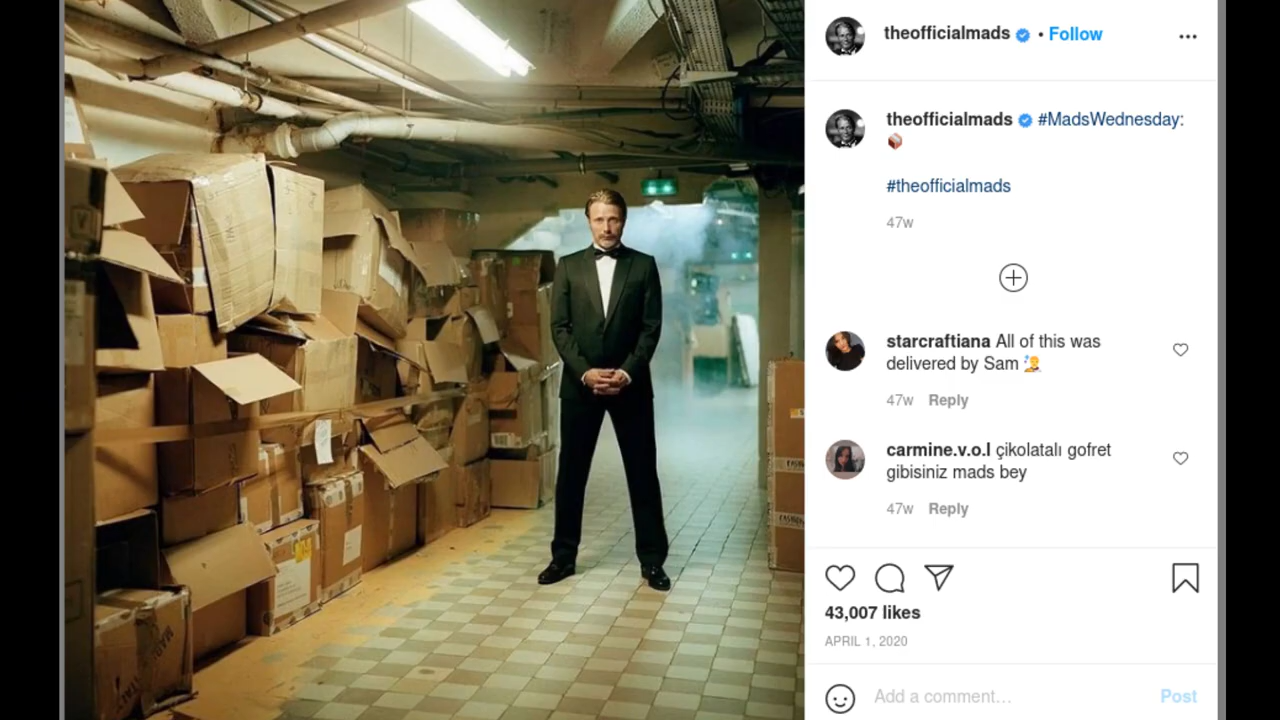 theofficialmads • Follow
theofficialmads #MadsWednesday:
#theofficialmads
47w
starcraftiana All of this was
delivered by Sam
47w Reply
carmine.v.o.l çikolatalı gofret
gibisiniz mads bey
47w Reply
43,007 likes
APRIL 1, 2020
Add a comment… Post